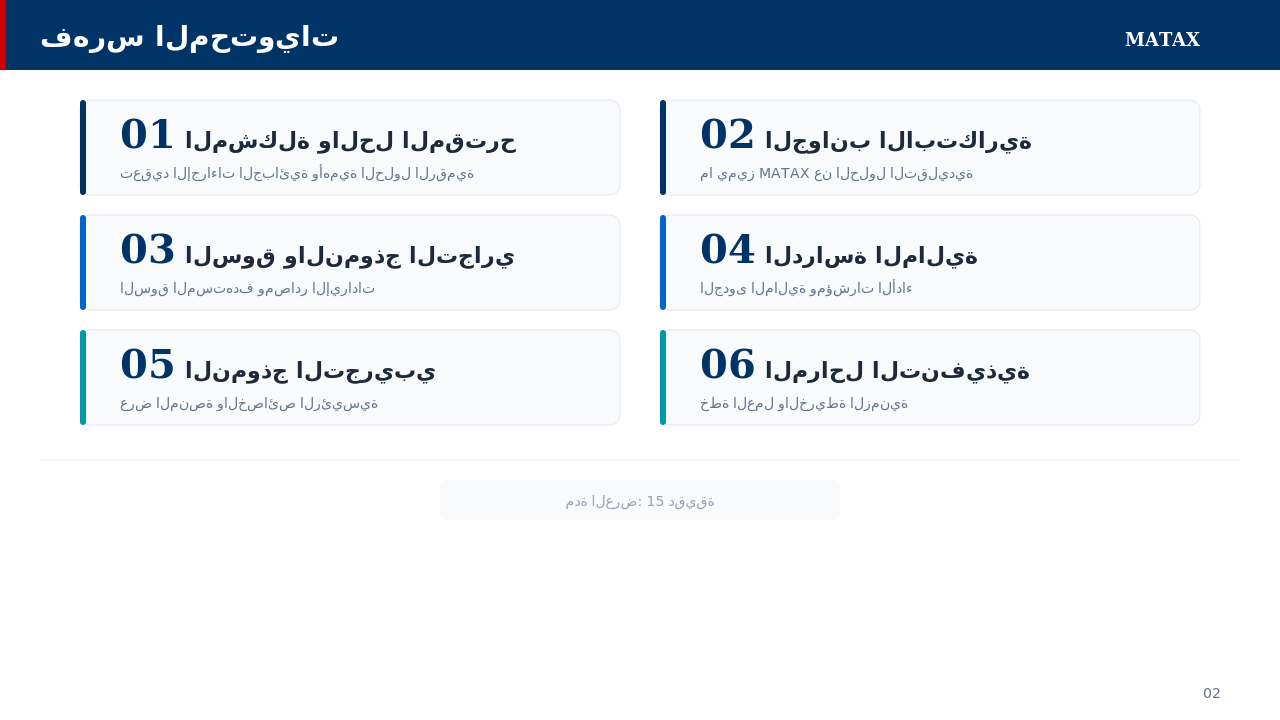 فهرس المحتويات
MATAX
01 المشكلة والحل المقترح
تعقيد الإجراءات الجبائية وأهمية الحلول الرقمية
02 الجوانب الابتكارية
ما يميز MATAX عن الحلول التقليدية
03 السوق والنموذج التجاري
السوق المستهدف ومصادر الإيرادات
04 الدراسة المالية
الجدوى المالية ومؤشرات الأداء
05 النموذج التجريبي
عرض المنصة والخصائص الرئيسية
06 المراحل التنفيذية
خطة العمل والخريطة الزمنية
مدة العرض: 15 دقيقة
02